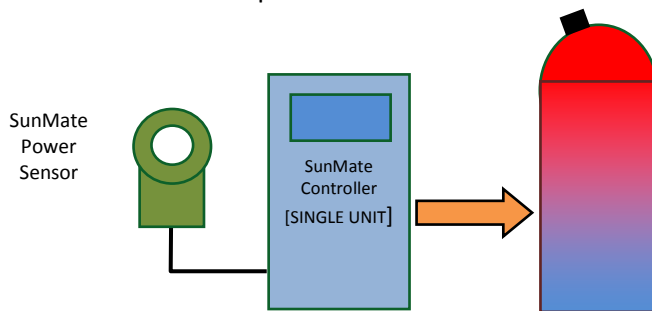 SunMate
Power
Sensor
SunMate
Controller
[SINGLE UNIT]